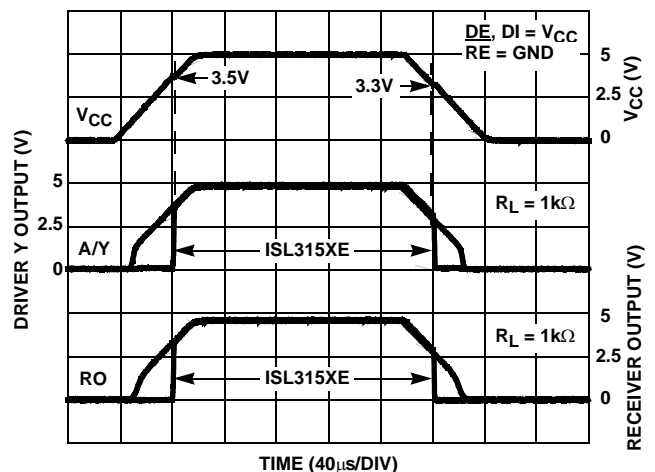 DE, DI = VCC
RE = GND
5
3.5V
3.3V
2.5
VCC
0
VCC (V)
5
RL = 1kΩ
2.5
A/Y
ISL315XE
0
DRIVER Y OUTPUT (V)
5
RL = 1kΩ
2.5
RO
ISL315XE
0
RECEIVER OUTPUT (V)
TIME (40µs/DIV)